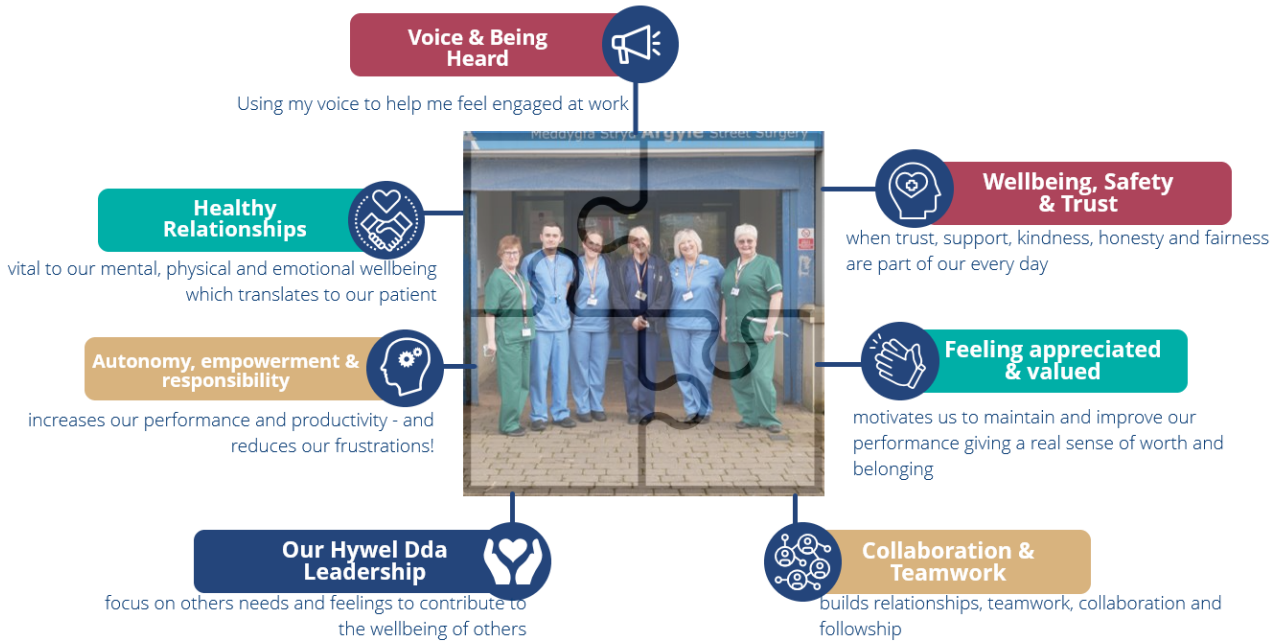 Voice & Being
Heard
Using my voice to help me feel engaged at work
Meddygfa Stryd Argyle Street Surgery
Healthy
Relationships
vital to our mental, physical and emotional wellbeing
which translates to our patient
Autonomy, empowerment &
responsibility
increases our performance and productivity - and
reduces our frustrations!
Our Hywel Dda
Leadership
focus on others needs and feelings to contribute to
the wellbeing of others
Wellbeing, Safety
& Trust
when trust, support, kindness, honesty and fairness
are part of our every day
Feeling appreciated
& valued
motivates us to maintain and improve our
performance giving a real sense of worth and
belonging
Collaboration &
Teamwork
builds relationships, teamwork, collaboration and
followship